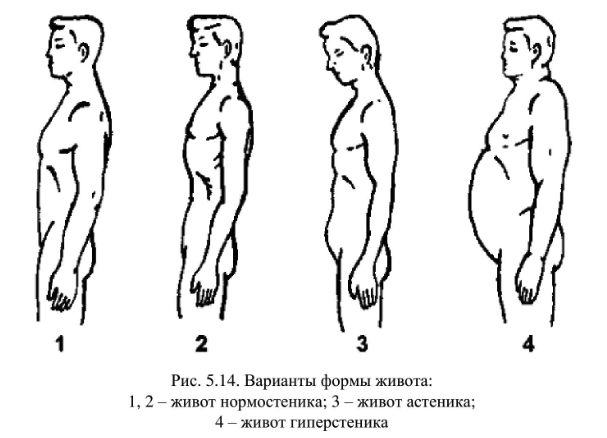 1 2 3 4
Рис. 5.14. Варианты формы живота:
1, 2 – живот нормостеника; 3 – живот астеника;
4 – живот гиперстеника